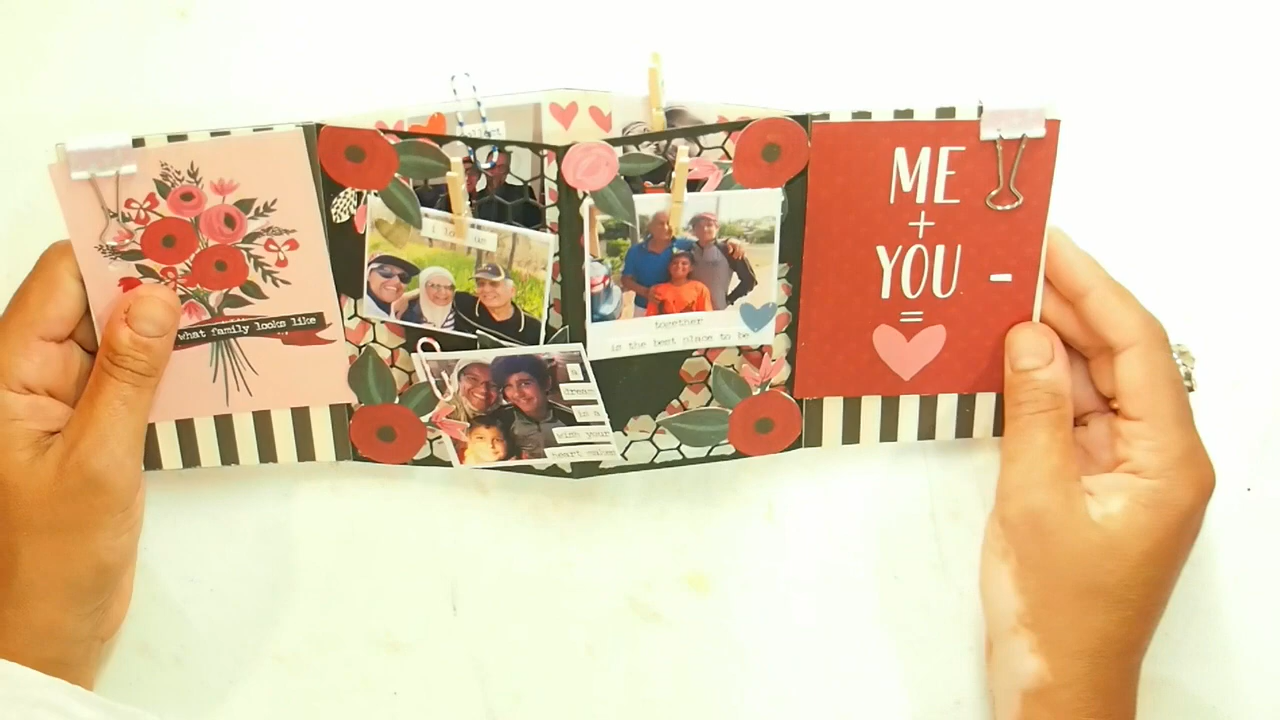 what family looks like
i lo us
together
is the best place to be
a
dream
is a
wish your
heart makes
ME
+
YOU
=